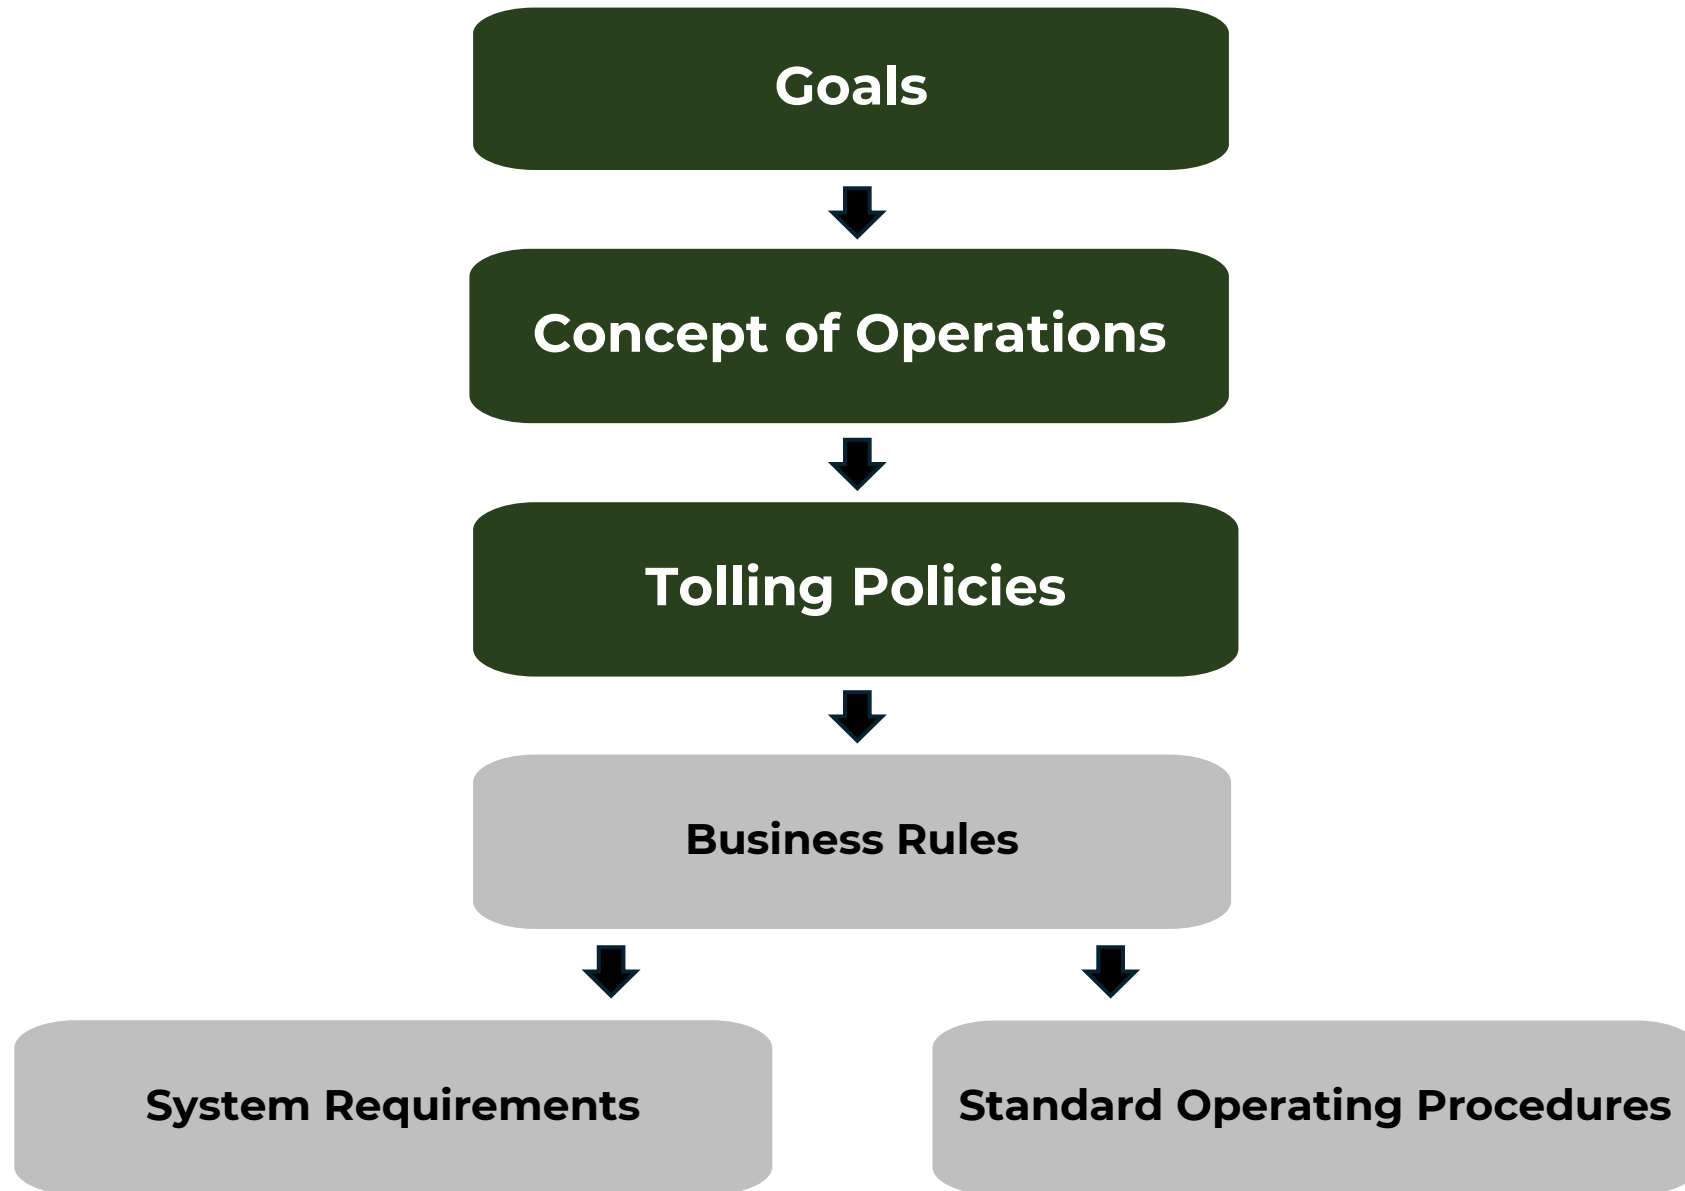 Goals
Concept of Operations
Tolling Policies
Business Rules
System Requirements
Standard Operating Procedures